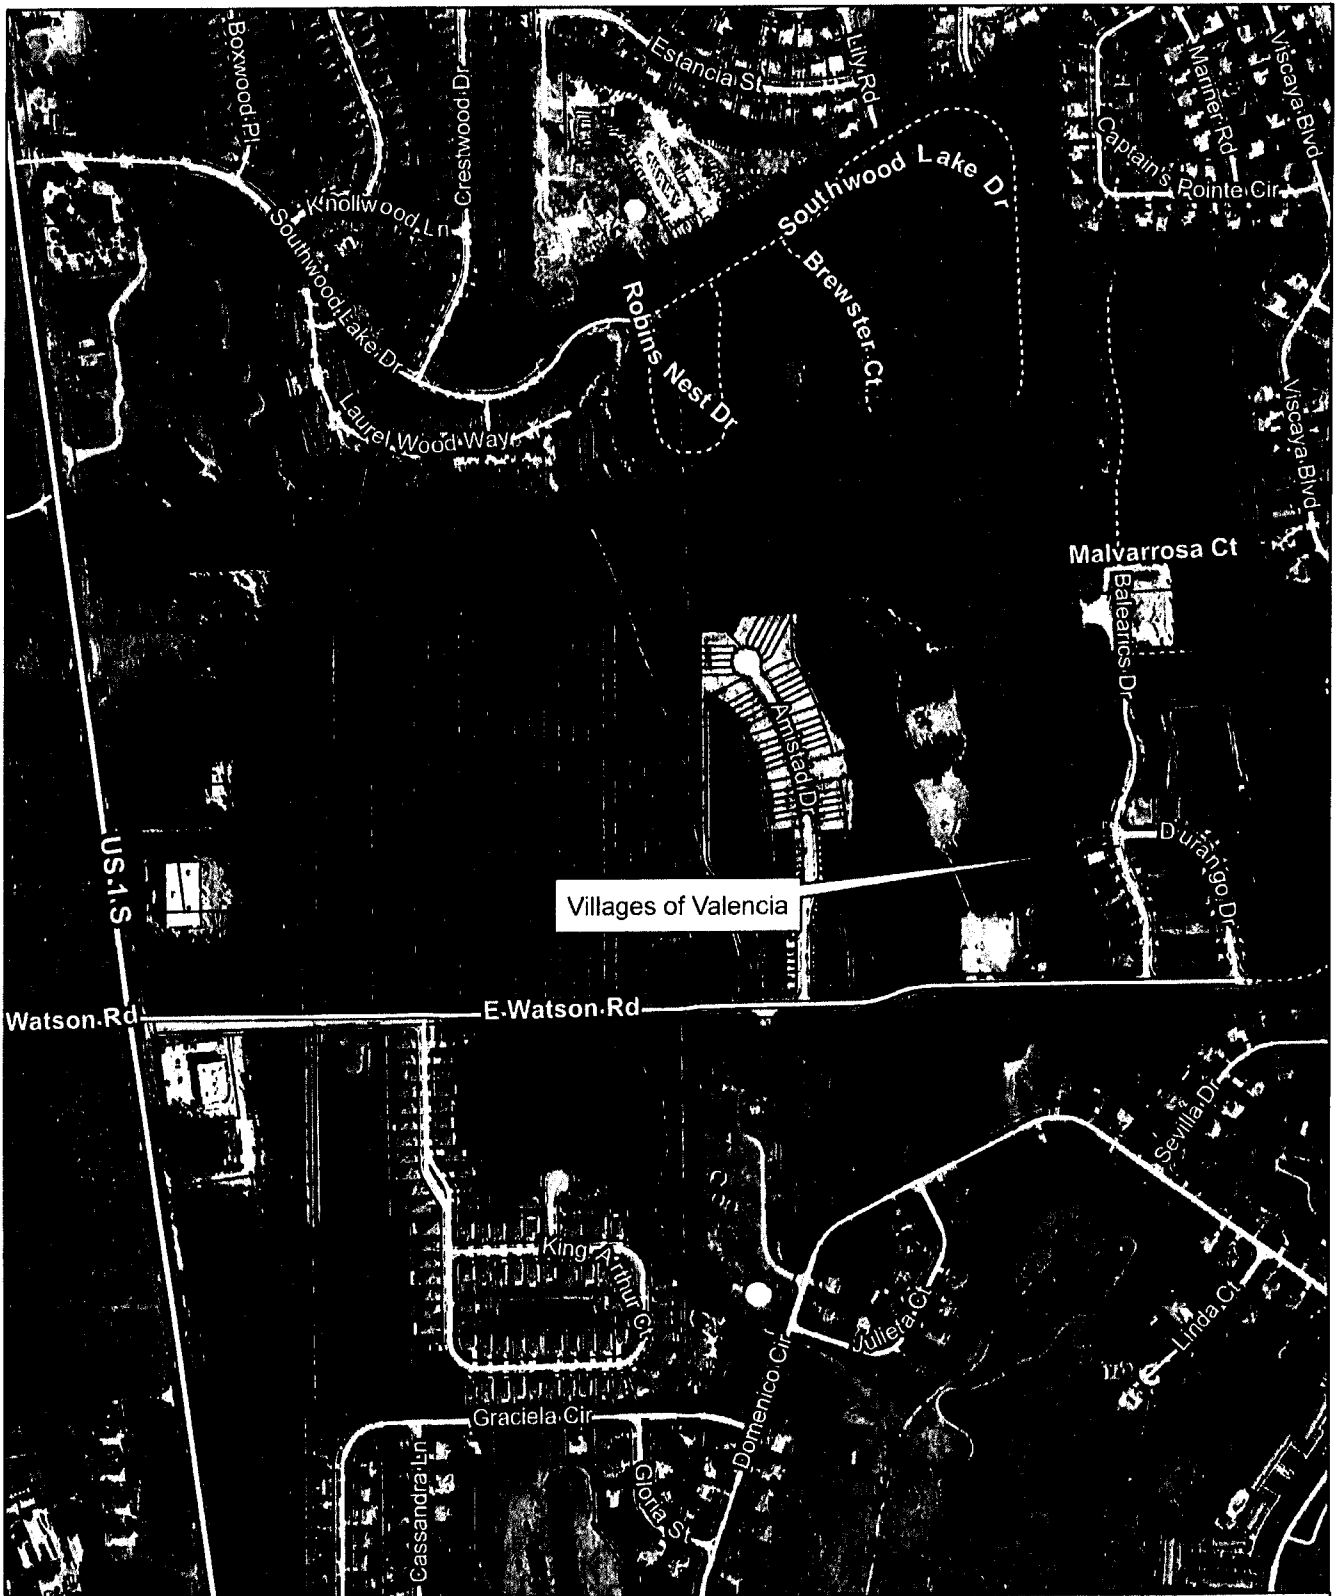 Boxwood Pl
Crestwood Dr
Estancia St
Lily Rd
Mariner Rd
Viscaya Blvd
Captain's Pointe Cir
Knollwood Ln
Southwood Lake Dr
Southwood Lake Dr
Brewster Ct
Robins Nest Dr
Laurel Wood Way
Viscaya Blvd
Malvarrosa Ct
Balearics Dr
Amistad Dr
Durango Dr
US 1 S
Villages of Valencia
Watson Rd
E Watson Rd
Sevilla Dr
King Arthur Ct
Julieta Ct
Linda Ct
Domenico Cir
Graciela Cir
Cassandra Ln
Gloria St